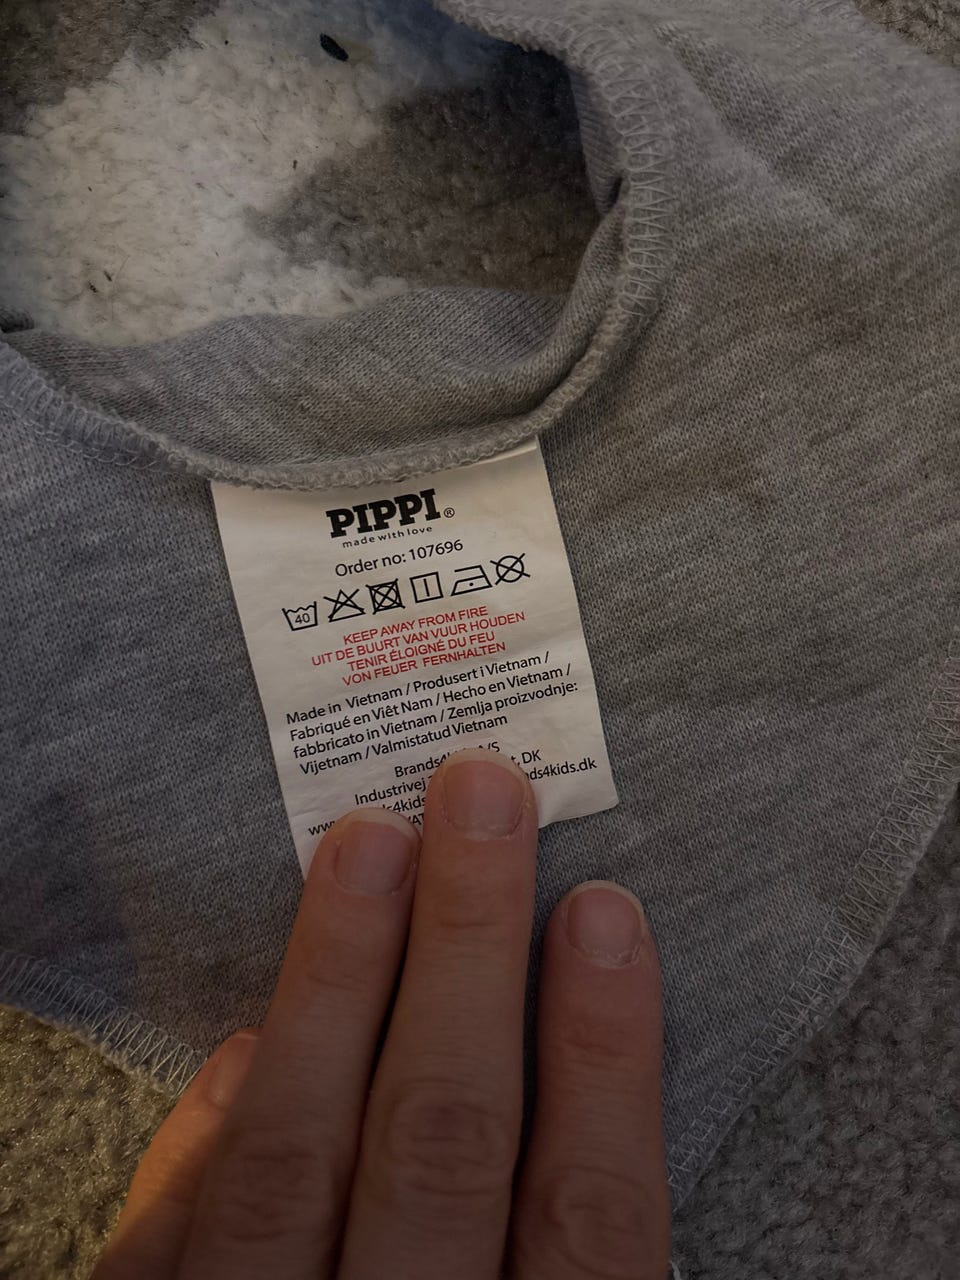 PIPPI®
made with love
Order no: 107696
40
KEEP AWAY FROM FIRE
UIT DE BUURT VAN VUUR HOUDEN
TENIR ÉLOIGNÉ DU FEU
VON FEUER FERNHALTEN
Made in Vietnam / Produsert i Vietnam /
Fabriqué en Viêt Nam / Hecho en Vietnam /
fabbricato in Vietnam / Zemlja proizvodnje:
Vijetnam / Valmistatud Vietnam
A/S
Industrivej DK